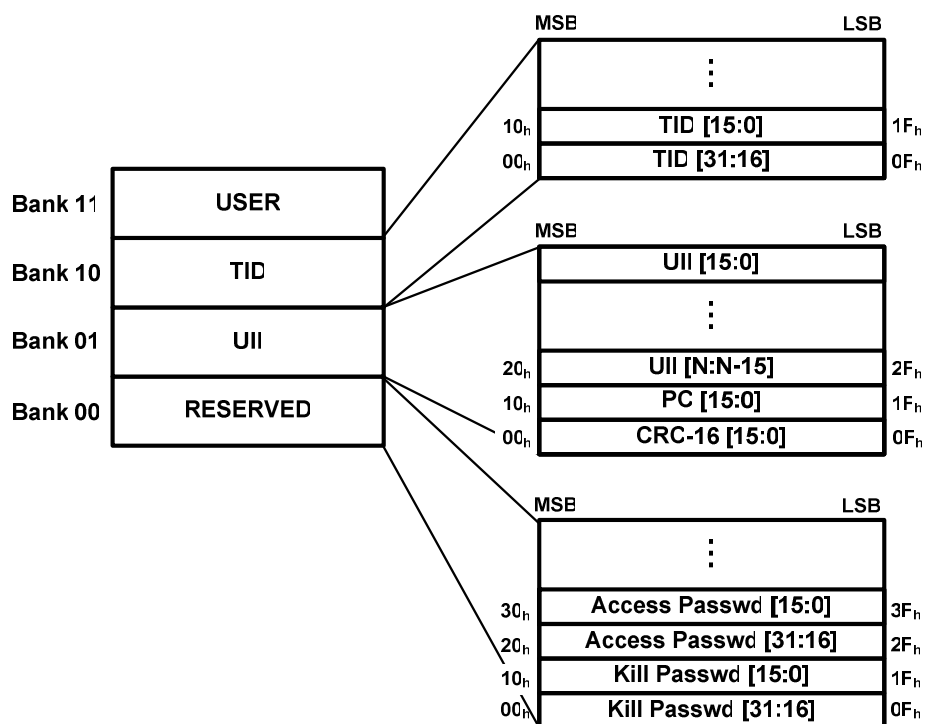 MSB LSB
⋮
10h TID [15:0] 1Fh
00h TID [31:16] 0Fh
Bank 11 USER
Bank 10 TID
Bank 01 UII
Bank 00 RESERVED
MSB LSB
UII [15:0]
⋮
20h UII [N:N-15] 2Fh
10h PC [15:0] 1Fh
00h CRC-16 [15:0] 0Fh
MSB LSB
⋮
30h Access Passwd [15:0] 3Fh
20h Access Passwd [31:16] 2Fh
10h Kill Passwd [15:0] 1Fh
00h Kill Passwd [31:16] 0Fh